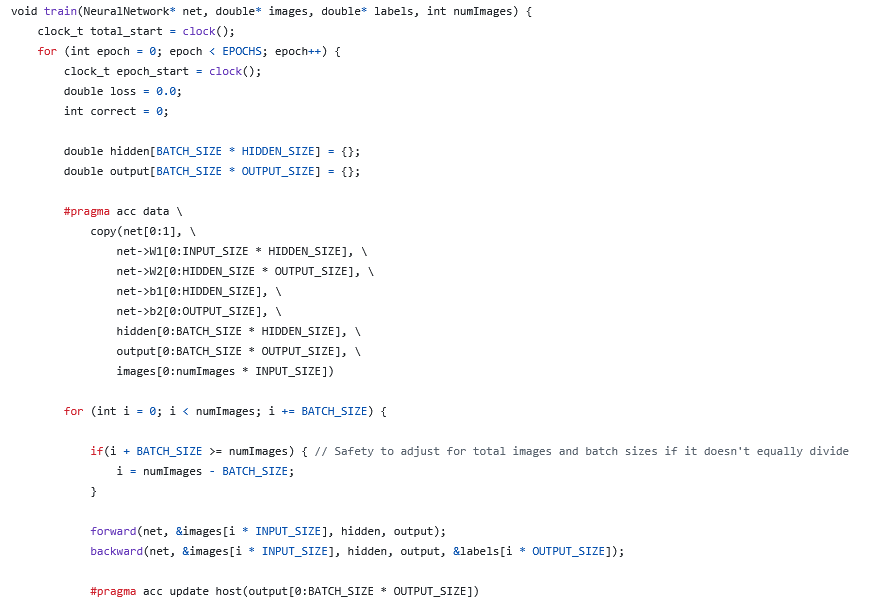 void train(NeuralNetwork* net, double* images, double* labels, int numImages) {
    clock_t total_start = clock();
    for (int epoch = 0; epoch < EPOCHS; epoch++) {
        clock_t epoch_start = clock();
        double loss = 0.0;
        int correct = 0;

        double hidden[BATCH_SIZE * HIDDEN_SIZE] = {};
        double output[BATCH_SIZE * OUTPUT_SIZE] = {};

        #pragma acc data \
            copy(net[0:1], \
                net->W1[0:INPUT_SIZE * HIDDEN_SIZE], \
                net->W2[0:HIDDEN_SIZE * OUTPUT_SIZE], \
                net->b1[0:HIDDEN_SIZE], \
                net->b2[0:OUTPUT_SIZE], \
                hidden[0:BATCH_SIZE * HIDDEN_SIZE], \
                output[0:BATCH_SIZE * OUTPUT_SIZE], \
                images[0:numImages * INPUT_SIZE])

        for (int i = 0; i < numImages; i += BATCH_SIZE) {

            if(i + BATCH_SIZE >= numImages) { // Safety to adjust for total images and batch sizes if it doesn't equally divide
                i = numImages - BATCH_SIZE;
            }

            forward(net, &images[i * INPUT_SIZE], hidden, output);
            backward(net, &images[i * INPUT_SIZE], hidden, output, &labels[i * OUTPUT_SIZE]);

            #pragma acc update host(output[0:BATCH_SIZE * OUTPUT_SIZE])